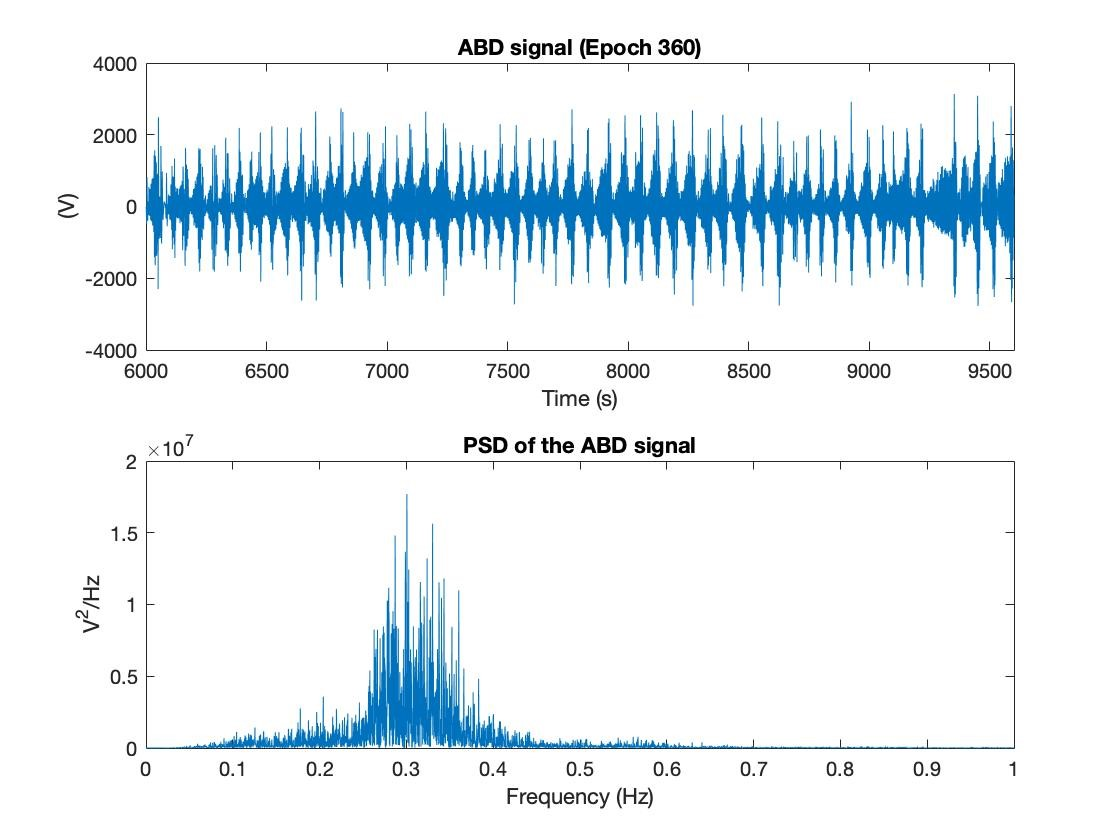 ABD signal (Epoch 360)
4000
2000
0
-2000
-4000
(V)
6000 6500 7000 7500 8000 8500 9000 9500
Time (s)
PSD of the ABD signal
×10^7
2
1.5
1
0.5
0
V^2/Hz
0 0.1 0.2 0.3 0.4 0.5 0.6 0.7 0.8 0.9 1
Frequency (Hz)